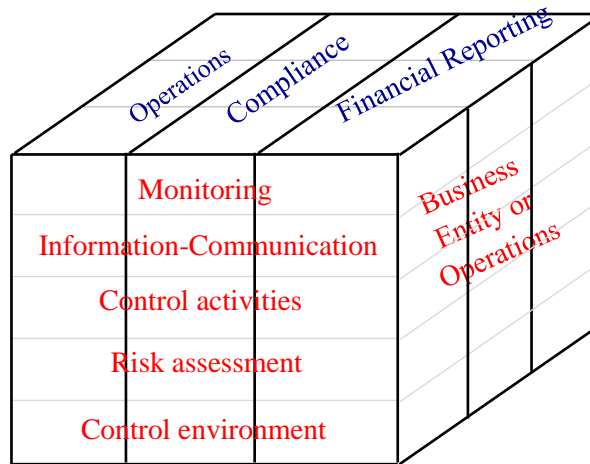 Operations
Compliance
Financial Reporting
Monitoring
Information-Communication
Control activities
Risk assessment
Control environment
Business
Entity or
Operations